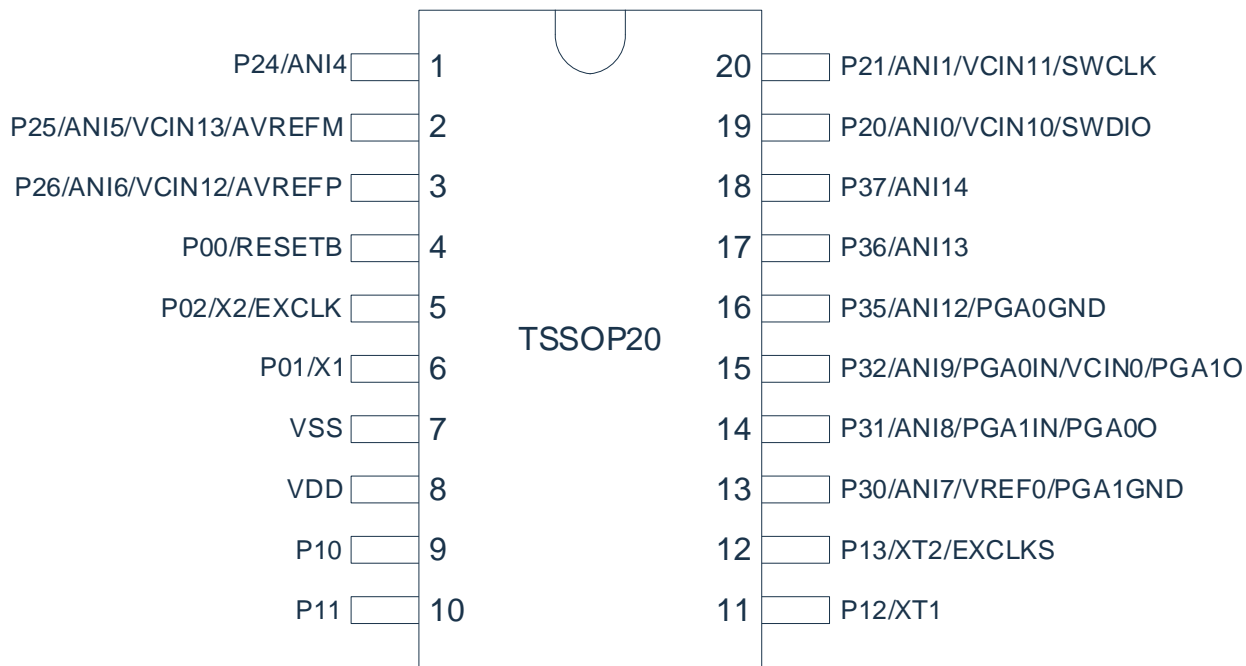 P24/ANI4 1 20 P21/ANI1/VCIN11/SWCLK
P25/ANI5/VCIN13/AVREFM 2 19 P20/ANI0/VCIN10/SWDIO
P26/ANI6/VCIN12/AVREFP 3 18 P37/ANI14
P00/RESETB 4 17 P36/ANI13
P02/X2/EXCLK 5 16 P35/ANI12/PGA0GND
TSSOP20
P01/X1 6 15 P32/ANI9/PGA0IN/VCIN0/PGA1O
VSS 7 14 P31/ANI8/PGA1IN/PGA0O
VDD 8 13 P30/ANI7/VREF0/PGA1GND
P10 9 12 P13/XT2/EXCLKS
P11 10 11 P12/XT1